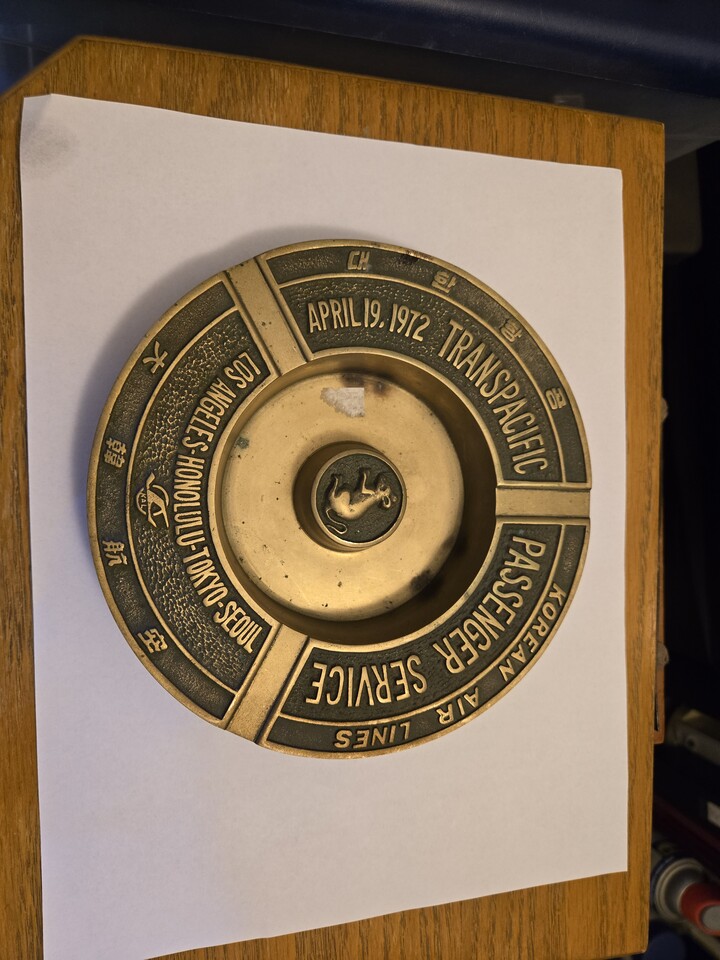 대한항공
APRIL 19, 1972 TRANSPACIFIC
KOREAN AIR LINES
PASSENGER SERVICE
大韓航空
KAL
LOS ANGELES-HONOLULU-TOKYO-SEOUL